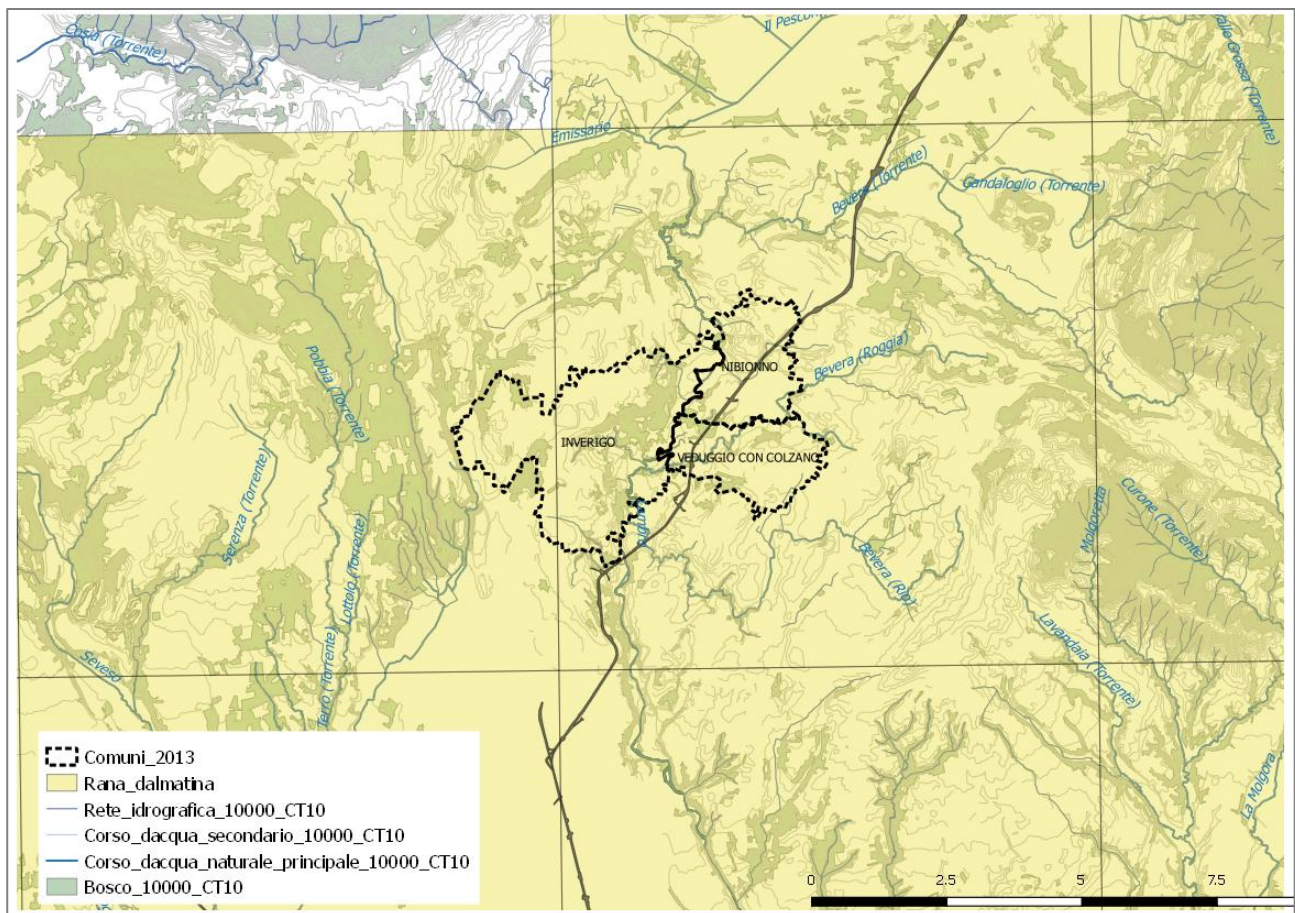 Cosia (Torrente)
Emissario
Bevera (Torrente)
Gandaloglio (Torrente)
Pobbia (Torrente)
NIBIONNO
Bevera (Roggia)
INVERIGO
VEDUGGIO CON COLZANO
Serenza (Torrente)
Lottolo (Torrente)
Bevera (Rio)
Molgoretta
Curone (Torrente)
Lavandaia (Torrente)
Seveso
Terro (Torrente)
La Molgora
Comuni_2013
Rana_dalmatina
Rete_idrografica_10000_CT10
Corso_dacqua_secondario_10000_CT10
Corso_dacqua_naturale_principale_10000_CT10
Bosco_10000_CT10
0 2.5 5 7.5